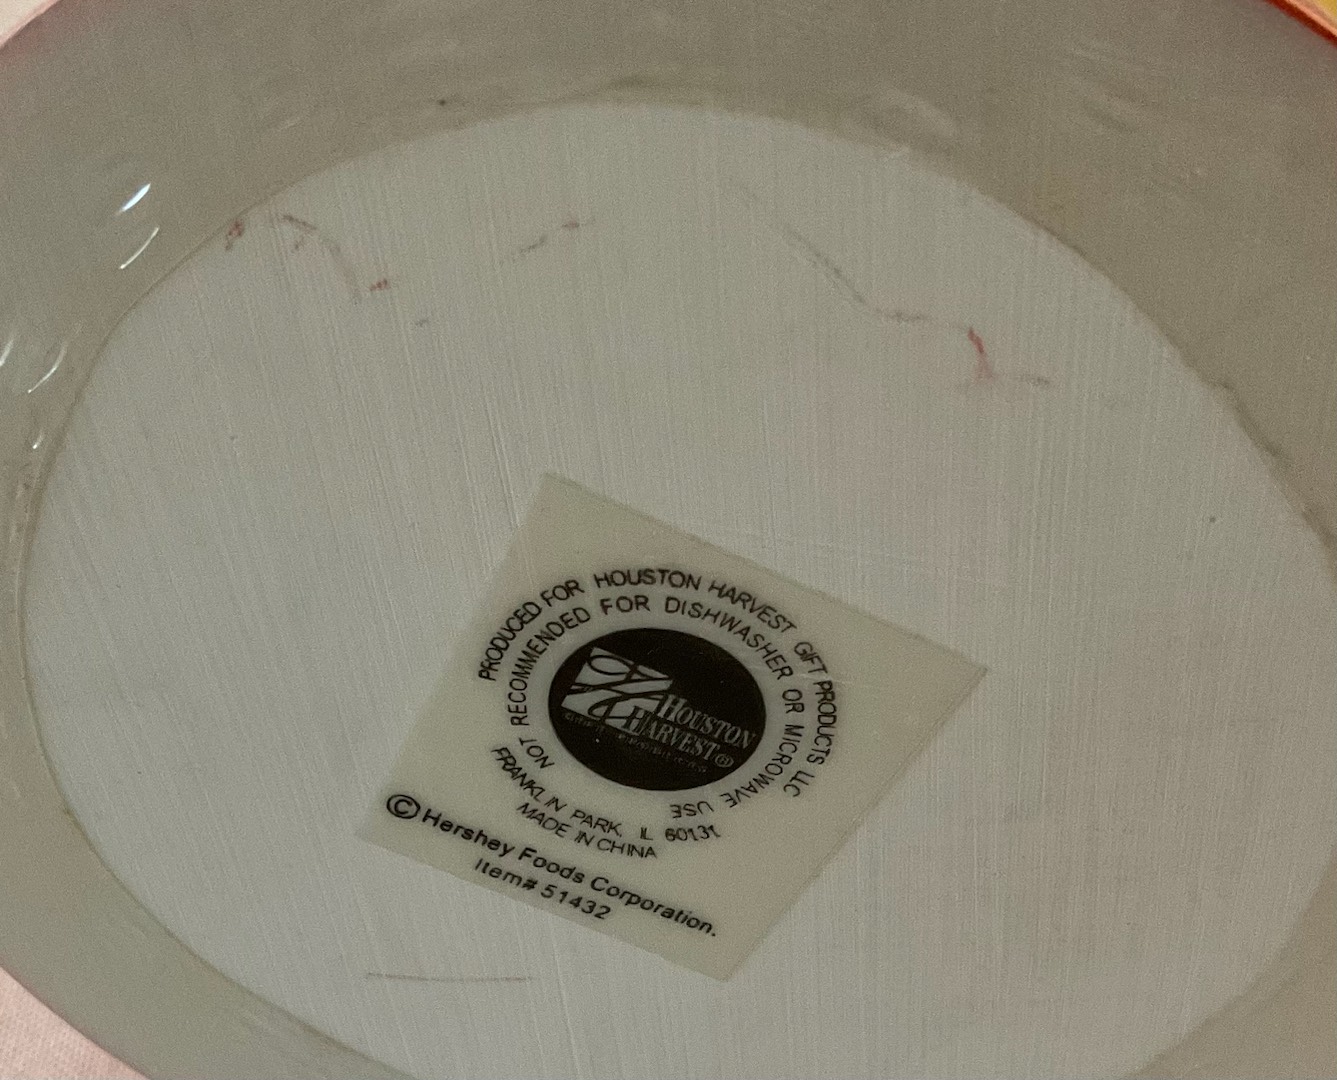 PRODUCED FOR HOUSTON HARVEST GIFT PRODUCTS LLC
NOT RECOMMENDED FOR DISHWASHER OR MICROWAVE USE
HOUSTON
HARVEST®
FRANKLIN PARK, IL 60131
MADE IN CHINA
©Hershey Foods Corporation.
Item# 51432